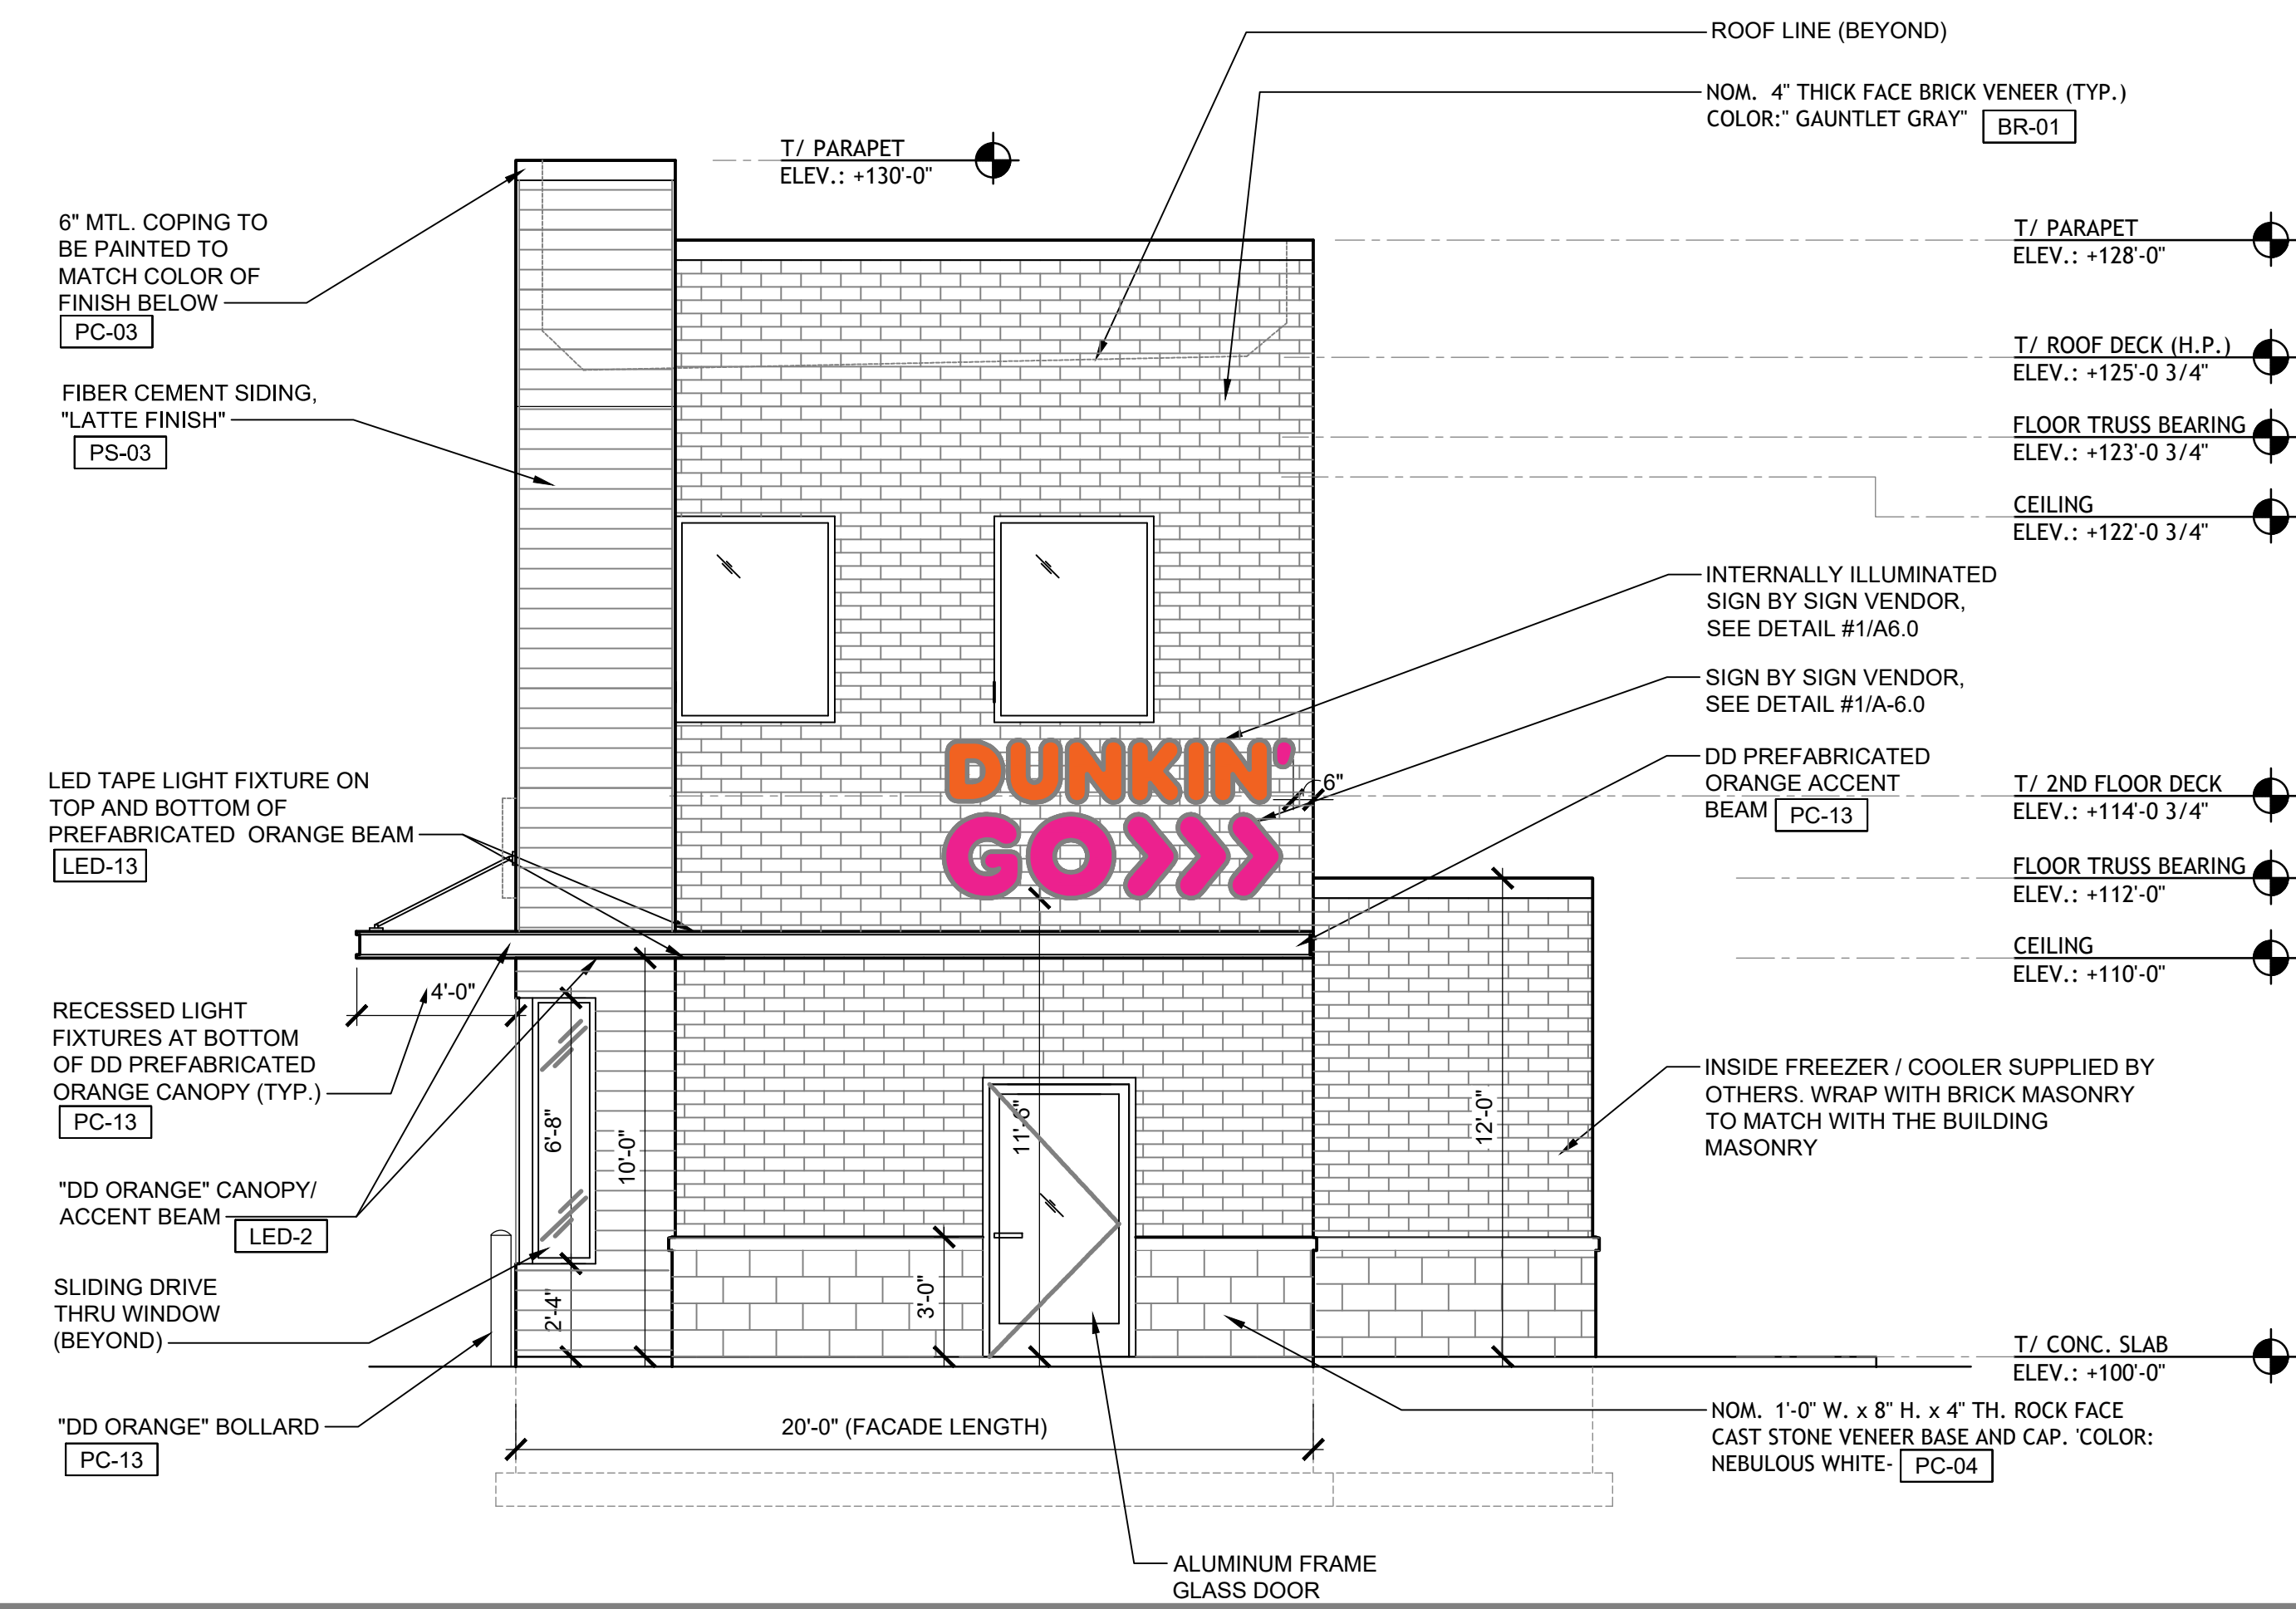 ROOF LINE (BEYOND)
NOM. 4" THICK FACE BRICK VENEER (TYP.)
COLOR:" GAUNTLET GRAY" BR-01
T/ PARAPET
ELEV.: +130'-0"
6" MTL. COPING TO
BE PAINTED TO
MATCH COLOR OF
FINISH BELOW
PC-03
T/ PARAPET
ELEV.: +128'-0"
T/ ROOF DECK (H.P.)
ELEV.: +125'-0 3/4"
FIBER CEMENT SIDING,
"LATTE FINISH"
PS-03
FLOOR TRUSS BEARING
ELEV.: +123'-0 3/4"
CEILING
ELEV.: +122'-0 3/4"
INTERNALLY ILLUMINATED
SIGN BY SIGN VENDOR,
SEE DETAIL #1/A6.0
SIGN BY SIGN VENDOR,
SEE DETAIL #1/A-6.0
DUNKIN'
GO
6"
DD PREFABRICATED
ORANGE ACCENT
BEAM PC-13
T/ 2ND FLOOR DECK
ELEV.: +114'-0 3/4"
LED TAPE LIGHT FIXTURE ON
TOP AND BOTTOM OF
PREFABRICATED ORANGE BEAM
LED-13
FLOOR TRUSS BEARING
ELEV.: +112'-0"
CEILING
ELEV.: +110'-0"
4'-0"
RECESSED LIGHT
FIXTURES AT BOTTOM
OF DD PREFABRICATED
ORANGE CANOPY (TYP.)
PC-13
6'-8"
10'-0"
11'-6"
12'-0"
INSIDE FREEZER / COOLER SUPPLIED BY
OTHERS. WRAP WITH BRICK MASONRY
TO MATCH WITH THE BUILDING
MASONRY
"DD ORANGE" CANOPY/
ACCENT BEAM
LED-2
SLIDING DRIVE
THRU WINDOW
(BEYOND)
2'-4"
3'-0"
T/ CONC. SLAB
ELEV.: +100'-0"
"DD ORANGE" BOLLARD
PC-13
20'-0" (FACADE LENGTH)
NOM. 1'-0" W. x 8" H. x 4" TH. ROCK FACE
CAST STONE VENEER BASE AND CAP. 'COLOR:
NEBULOUS WHITE- PC-04
ALUMINUM FRAME
GLASS DOOR